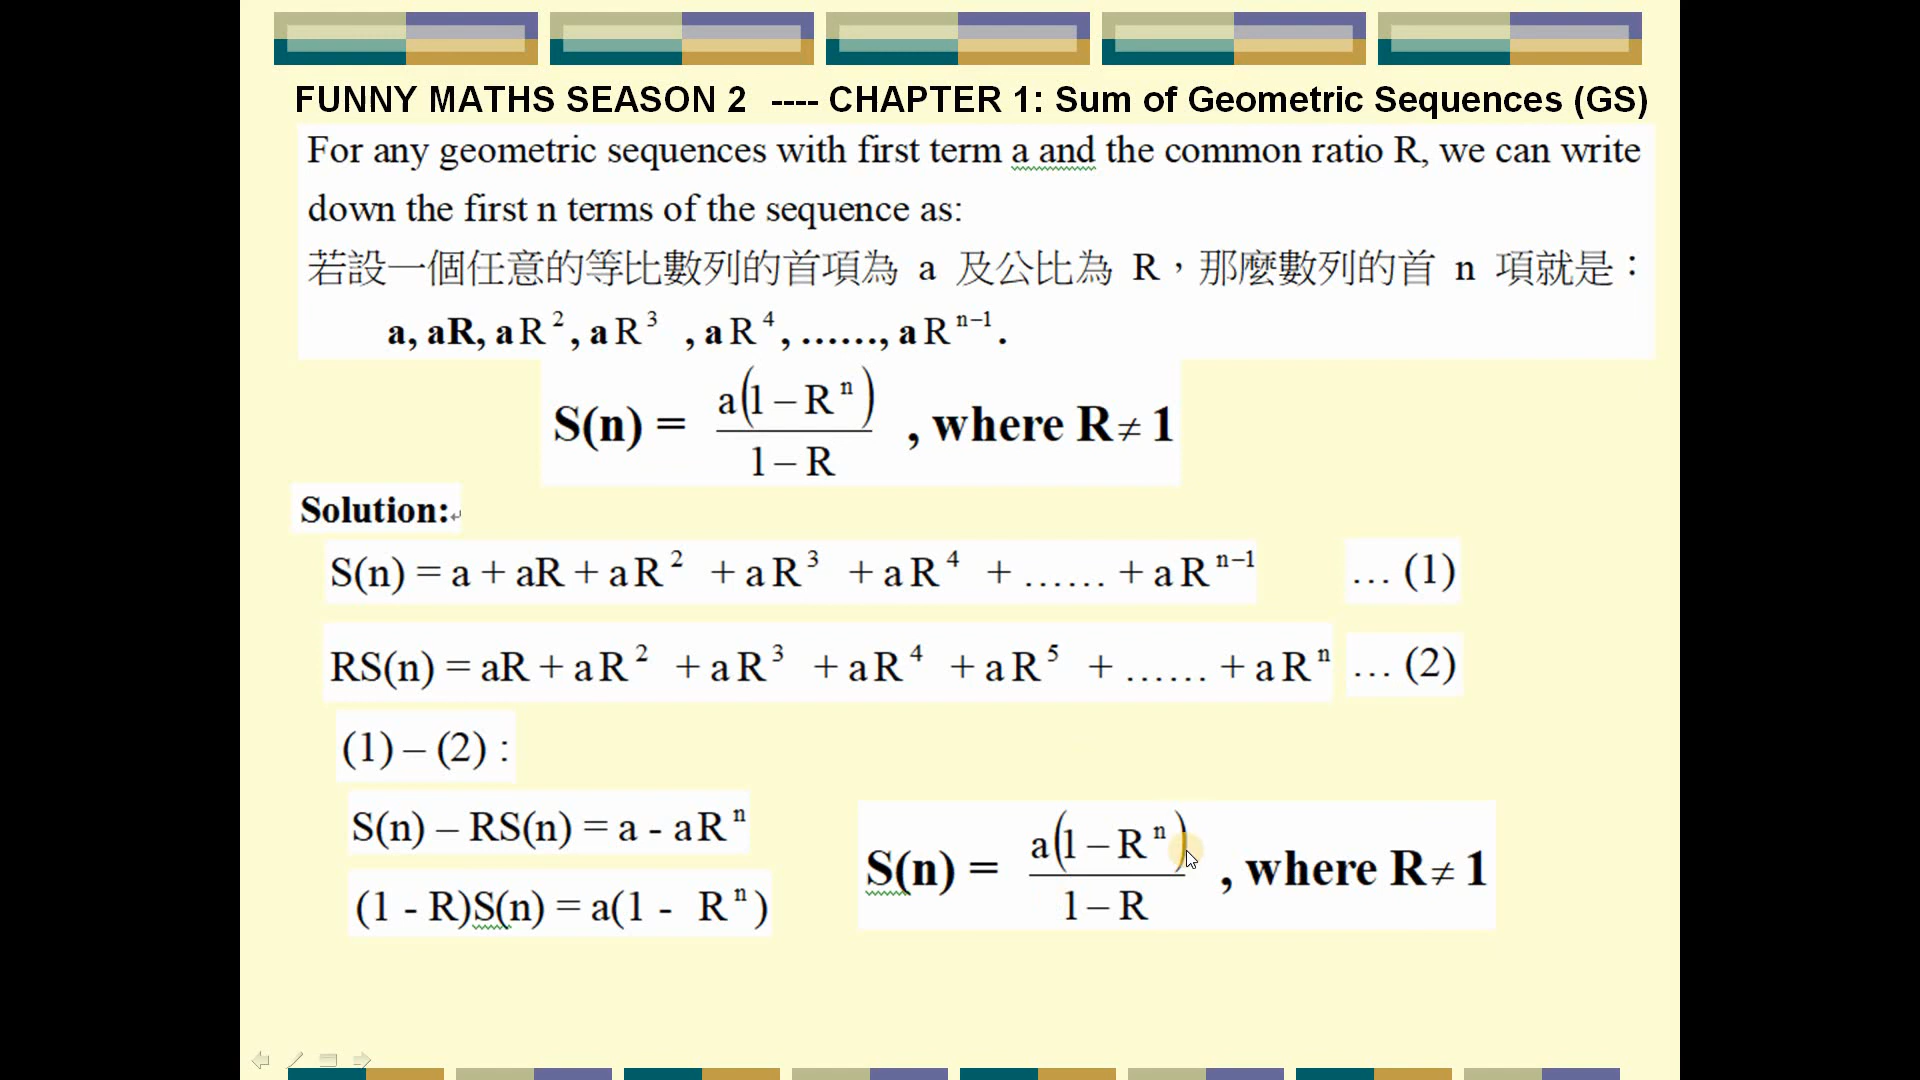 FUNNY MATHS SEASON 2 ---- CHAPTER 1: Sum of Geometric Sequences (GS)
For any geometric sequences with first term a and the common ratio R, we can write
down the first n terms of the sequence as:
若設一個任意的等比數列的首項為 a 及公比為 R，那麼數列的首 n 項就是：
a, aR, aR², aR³ , aR⁴, ……, aRⁿ⁻¹.
S(n) = a(1 – Rⁿ) / (1 – R) , where R ≠ 1
Solution:
S(n) = a + aR + aR² + aR³ + aR⁴ + …… + aRⁿ⁻¹ … (1)
RS(n) = aR + aR² + aR³ + aR⁴ + aR⁵ + …… + aRⁿ … (2)
(1) – (2) :
S(n) – RS(n) = a - aRⁿ
(1 - R)S(n) = a(1 - Rⁿ)
S(n) = a(1 – Rⁿ) / (1 – R) , where R ≠ 1